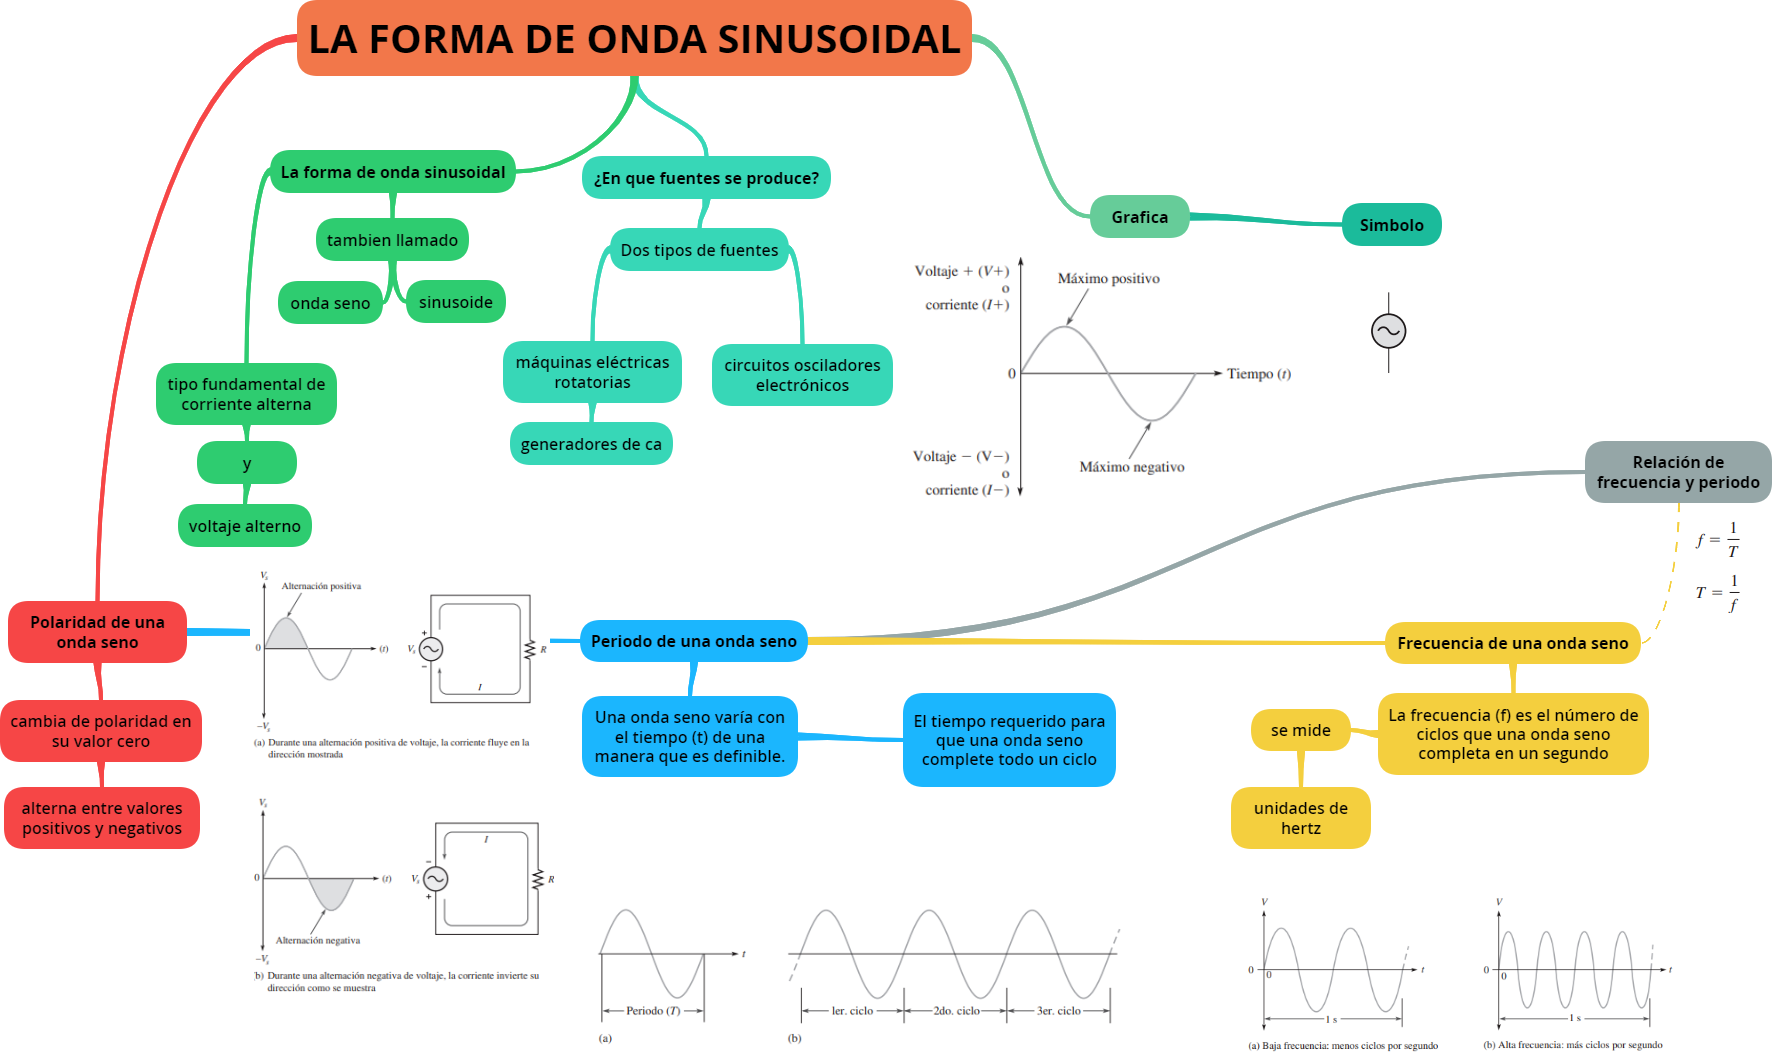 LA FORMA DE ONDA SINUSOIDAL
La forma de onda sinusoidal
tambien llamado
onda seno
sinusoide
tipo fundamental de
corriente alterna
y
voltaje alterno
¿En que fuentes se produce?
Dos tipos de fuentes
máquinas eléctricas
rotatorias
generadores de ca
circuitos osciladores
electrónicos
Grafica
Simbolo
Voltaje + (V+)
o
corriente (I+)
Máximo positivo
0
Tiempo (t)
Voltaje − (V−)
o
corriente (I−)
Máximo negativo
Relación de
frecuencia y periodo
f = 1/T
T = 1/f
Polaridad de una
onda seno
cambia de polaridad en
su valor cero
alterna entre valores
positivos y negativos
Vs
Alternación positiva
0
(t)
−Vs
+
Vs
−
I
R
(a) Durante una alternación positiva de voltaje, la corriente fluye en la
dirección mostrada
Vs
0
(t)
Alternación negativa
−Vs
−
Vs
+
I
R
b) Durante una alternación negativa de voltaje, la corriente invierte su
dirección como se muestra
Periodo de una onda seno
Una onda seno varía con
el tiempo (t) de una
manera que es definible.
El tiempo requerido para
que una onda seno
complete todo un ciclo
t
Periodo (T)
(a)
1er. ciclo
2do. ciclo
3er. ciclo
(b)
Frecuencia de una onda seno
La frecuencia (f) es el número de
ciclos que una onda seno
completa en un segundo
se mide
unidades de
hertz
V
0
0
t
1 s
(a) Baja frecuencia: menos ciclos por segundo
V
0
0
t
1 s
(b) Alta frecuencia: más ciclos por segundo